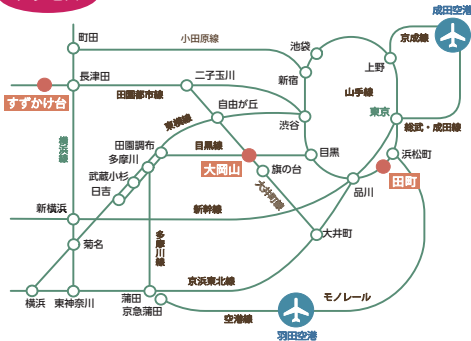 成田空港
町田
小田原線
池袋
京成線
新宿
上野
長津田
二子玉川
田園都市線
山手線
すずかけ台
自由が丘
東京
東横線
渋谷
総武・成田線
横浜線
田園調布
目黒線
目黒
浜松町
多摩川
大岡山
旗の台
田町
武蔵小杉
大井町線
品川
日吉
新横浜
新幹線
菊名
多摩川線
大井町
京浜東北線
横浜
東神奈川
蒲田
京急蒲田
モノレール
空港線
羽田空港